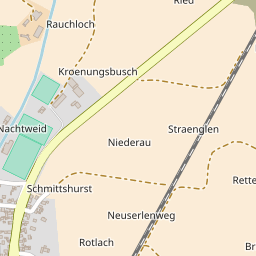 Ried
Rauchloch
Kroenungsbusch
Nachtweid
Straenglen
Niederau
Schmittshurst
Rette
Neuserlenweg
Rotlach
Br